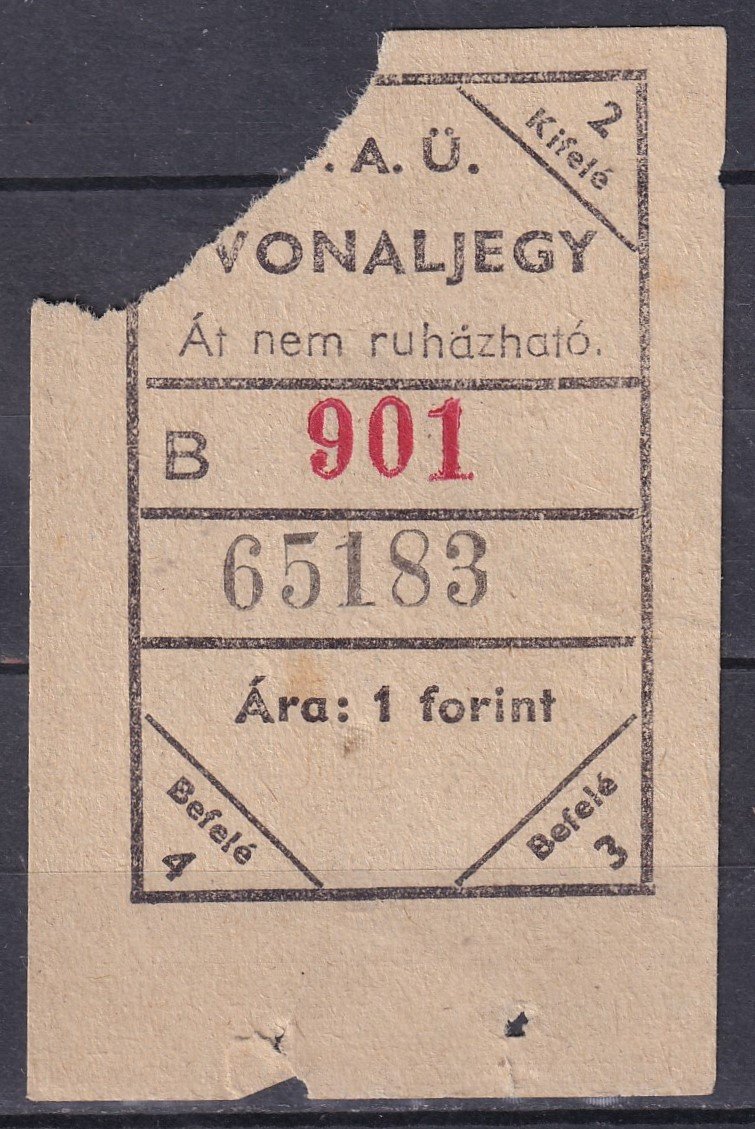 2
Kifelé
. A. Ü.
VONALJEGY
Át nem ruházható.
B 901
65183
Ára: 1 forint
Befelé
4
Befelé
3